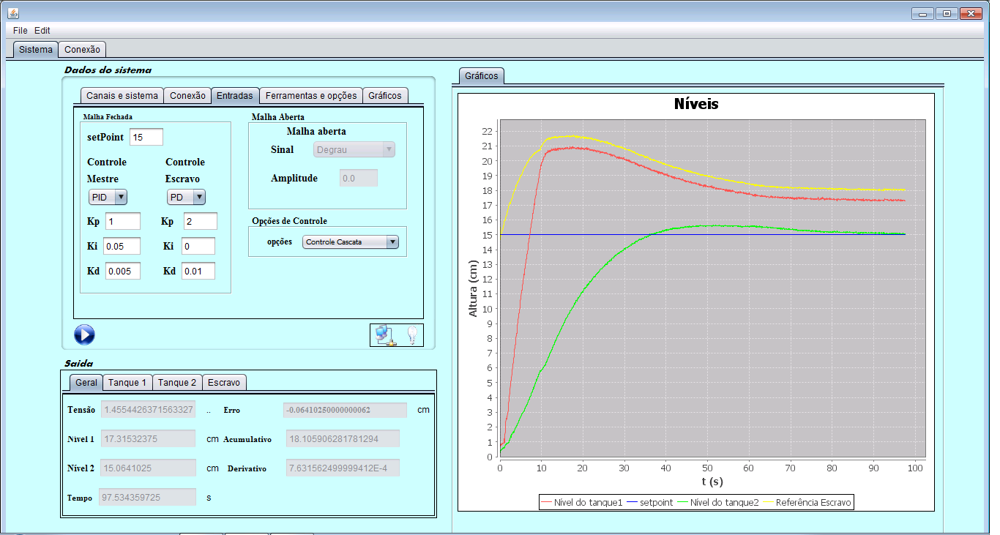 File Edit
Sistema Conexão
Dados do sistema
Canais e sistema Conexão Entradas Ferramentas e opções Gráficos
Malha Fechada
setPoint 15
Controle Controle
Mestre Escravo
PID PD
Kp 1 Kp 2
Ki 0.05 Ki 0
Kd 0.005 Kd 0.01
Malha Aberta
Malha aberta
Sinal Degrau
Amplitude 0.0
Opções de Controle
opções Controle Cascata
Saida
Geral Tanque 1 Tanque 2 Escravo
Tensão 1.4554426371563327 .. Erro -0.06410250000000062 cm
Nível 1 17.31532375 cm Acumulativo 18.105906281781294
Nível 2 15.0641025 cm Derivativo 7.631562499999412E-4
Tempo 97.534359725 s
Gráficos
Níveis
22
21
20
19
18
17
16
15
14
13
12
11
10
9
8
7
6
5
4
3
2
1
0
Altura (cm)
0 10 20 30 40 50 60 70 80 90 100
t (s)
Nível do tanque1 setpoint Nível do tanque2 Referência Escravo